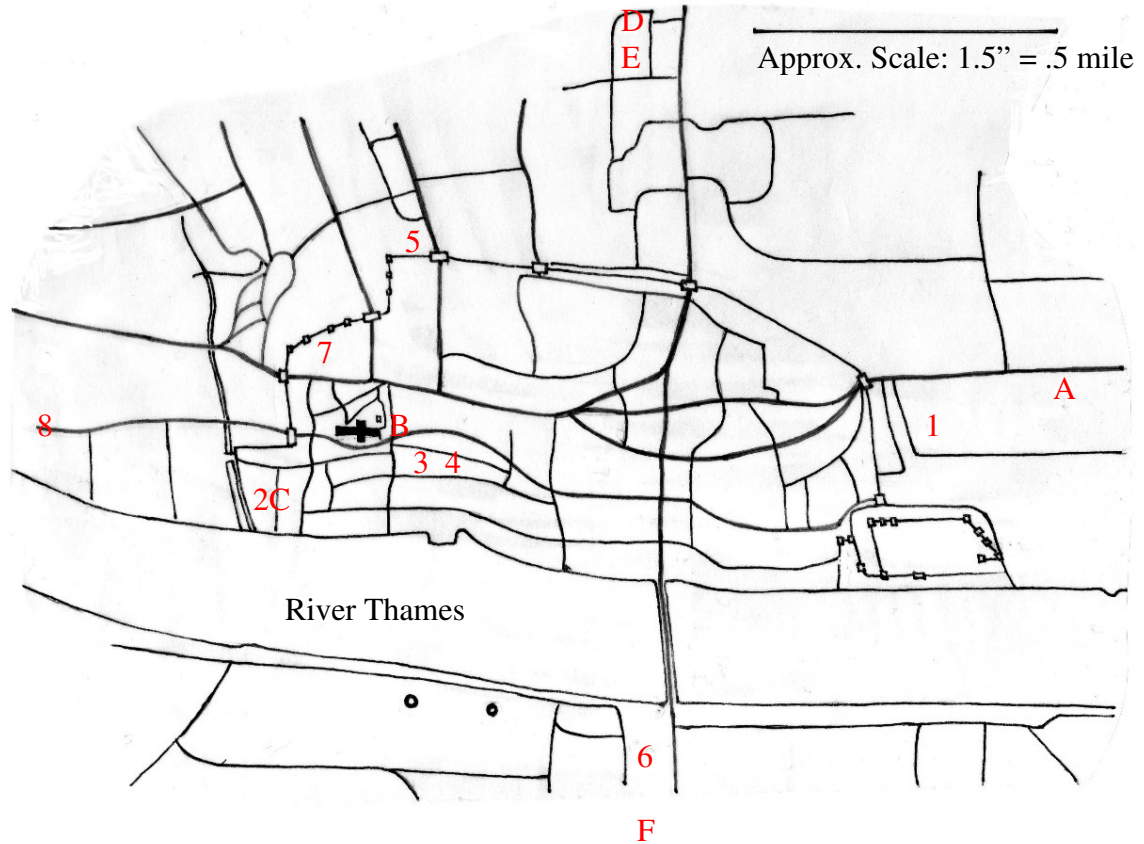 D
E
Approx. Scale: 1.5” = .5 mile
5
7
A
8
B
1
3 4
2C
River Thames
6
F